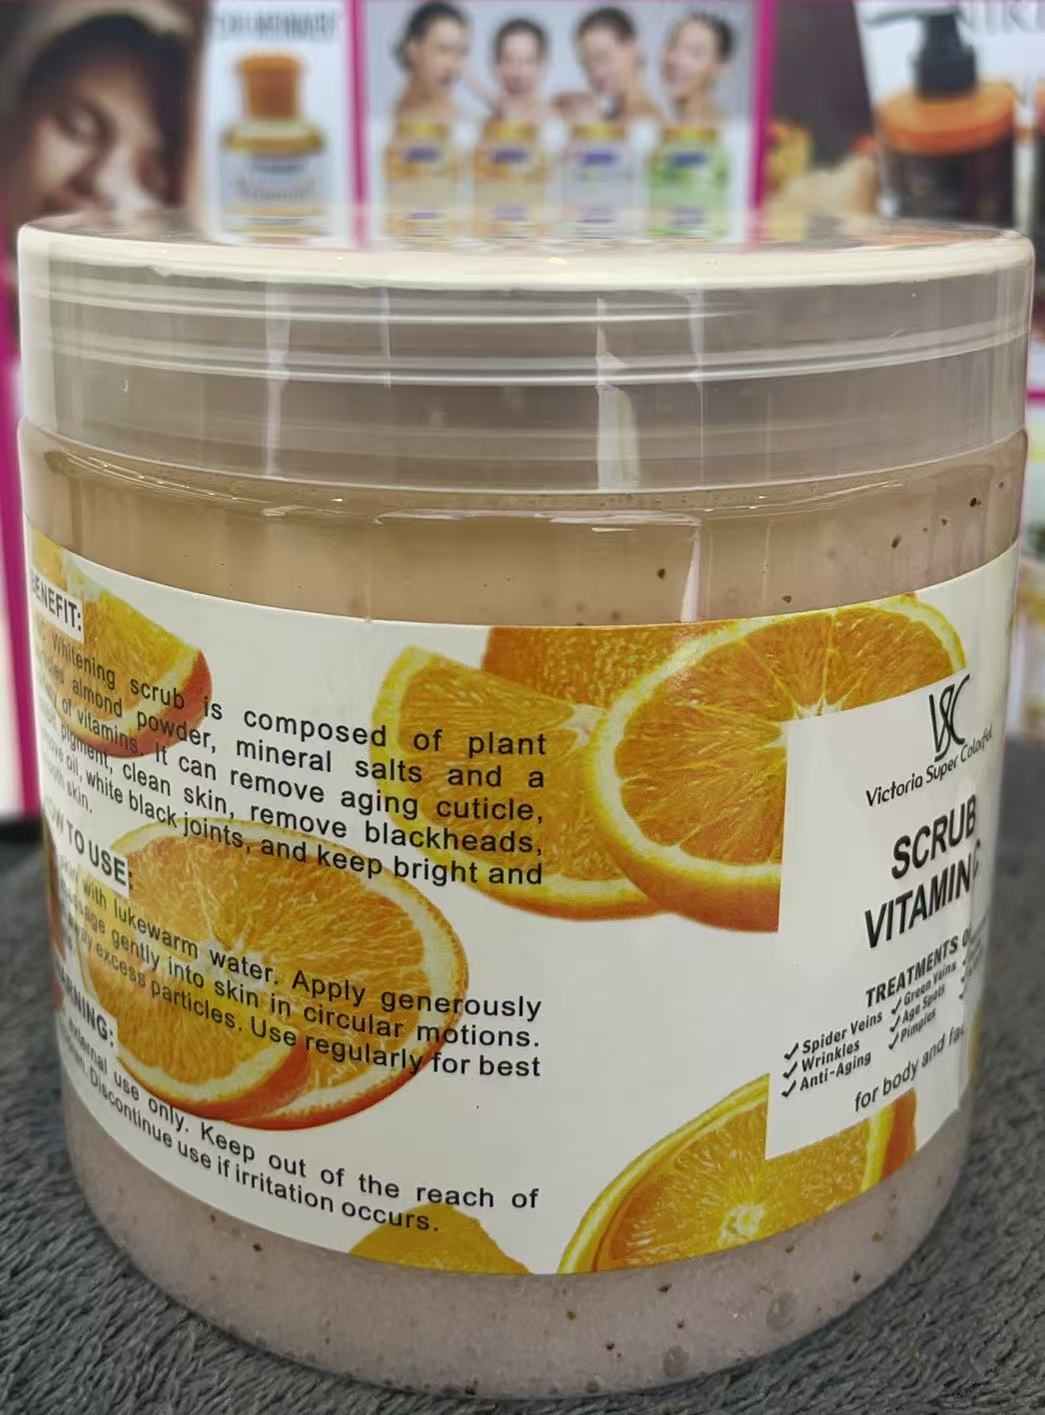 BENEFIT:
Whitening scrub is composed of plant
almond powder, mineral salts and a
of vitamins. It can remove aging cuticle,
pigment, clean skin, remove blackheads,
oil, white black joints, and keep bright and
skin.
TO USE:
with lukewarm water. Apply generously
gently into skin in circular motions.
excess particles. Use regularly for best
WARNING:
external use only. Keep out of the reach of
Discontinue use if irritation occurs.
VSC
Victoria Super Colorful
SCRUB
VITAMIN C
TREATMENTS
✓ Spider Veins ✓ Green Veins
✓ Wrinkles ✓ Age Spots
✓ Anti-Aging ✓ Pimples
for body and